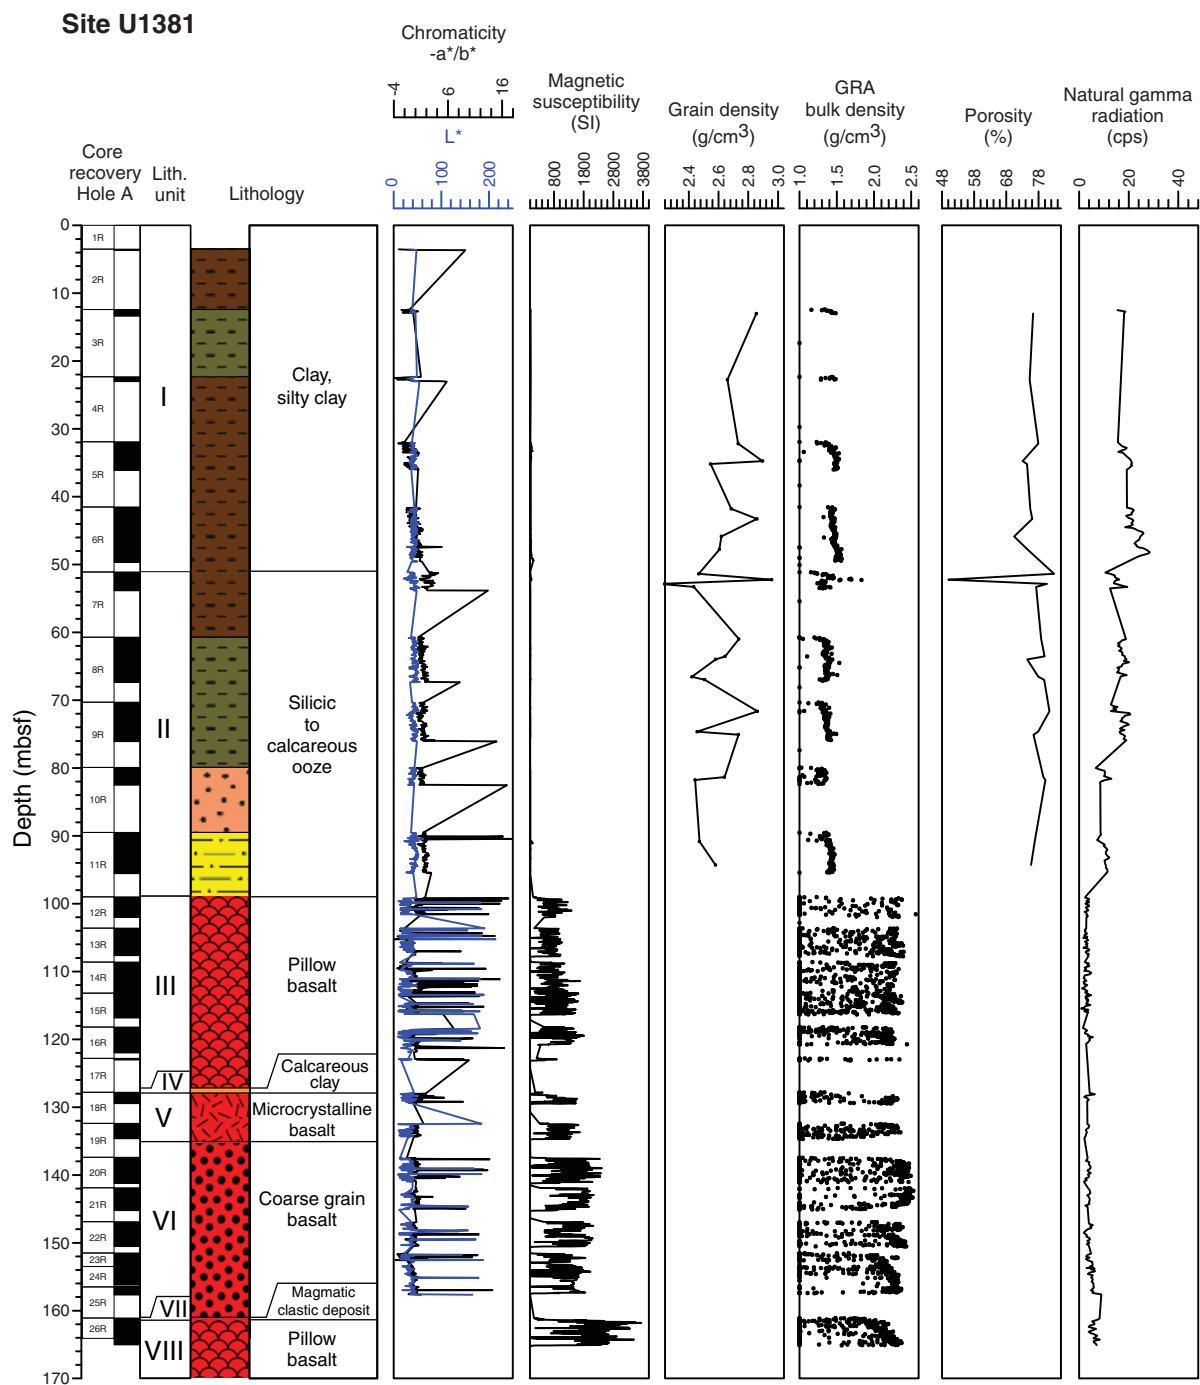 Site U1381
Chromaticity
-a*/b*
-4 6 16
L*
0 100 200
Magnetic
susceptibility
(SI)
800 1800 2800 3800
Grain density
(g/cm3)
2.4 2.6 2.8 3.0
GRA
bulk density
(g/cm3)
1.0 1.5 2.0 2.5
Porosity
(%)
48 58 68 78
Natural gamma
radiation
(cps)
0 20 40
Core
recovery
Hole A
Lith.
unit
Lithology
Depth (mbsf)
0
10
20
30
40
50
60
70
80
90
100
110
120
130
140
150
160
170
1R
2R
3R
4R
5R
6R
7R
8R
9R
10R
11R
12R
13R
14R
15R
16R
17R
18R
19R
20R
21R
22R
23R
24R
25R
26R
I
II
III
IV
V
VI
VII
VIII
Clay,
silty clay
Silicic
to
calcareous
ooze
Pillow
basalt
Calcareous
clay
Microcrystalline
basalt
Coarse grain
basalt
Magmatic
clastic deposit
Pillow
basalt